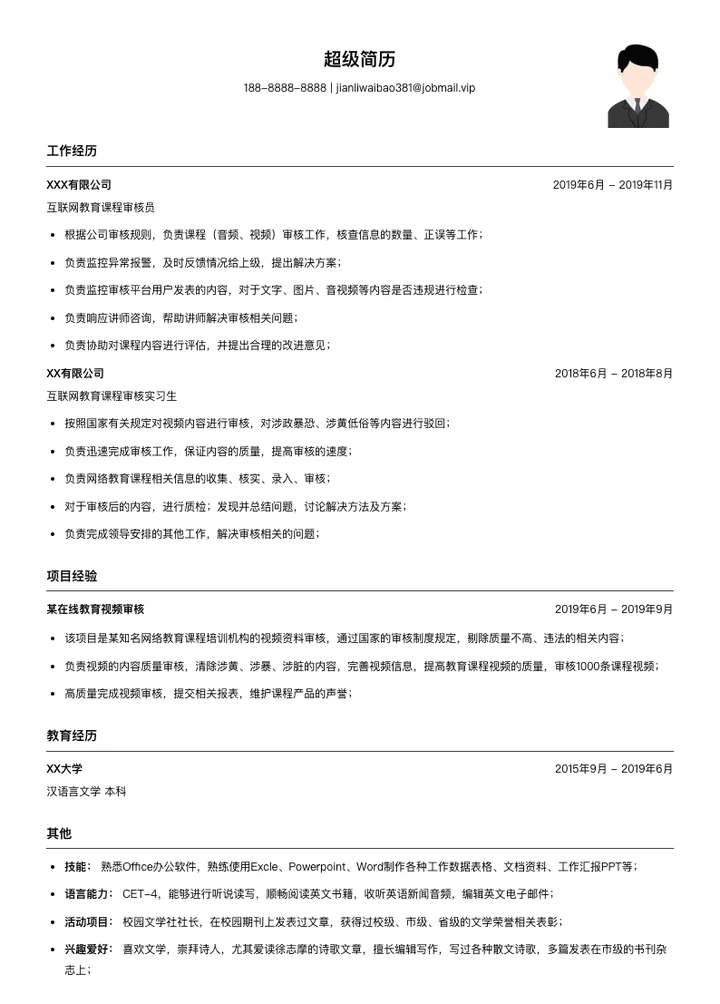 超级简历
188-8888-8888 | jianliwaibao381@jobmail.vip
工作经历
XXX有限公司 2019年6月 – 2019年11月
互联网教育课程审核员
• 根据公司审核规则，负责课程（音频、视频）审核工作，核查信息的数量、正误等工作；
• 负责监控异常报警，及时反馈情况给上级，提出解决方案；
• 负责监控审核平台用户发表的内容，对于文字、图片、音视频等内容是否违规进行检查；
• 负责响应讲师咨询，帮助讲师解决审核相关问题；
• 负责协助对课程内容进行评估，并提出合理的改进意见；
XX有限公司 2018年6月 – 2018年8月
互联网教育课程审核实习生
• 按照国家有关规定对视频内容进行审核，对涉政暴恐、涉黄低俗等内容进行驳回；
• 负责迅速完成审核工作，保证内容的质量，提高审核的速度；
• 负责网络教育课程相关信息的收集、核实、录入、审核；
• 对于审核后的内容，进行质检；发现并总结问题，讨论解决方法及方案；
• 负责完成领导安排的其他工作，解决审核相关的问题；
项目经验
某在线教育视频审核 2019年6月 – 2019年9月
• 该项目是某知名网络教育课程培训机构的视频资料审核，通过国家的审核制度规定，剔除质量不高、违法的相关内容；
• 负责视频的内容质量审核，清除涉黄、涉暴、涉脏的内容，完善视频信息，提高教育课程视频的质量，审核1000条课程视频；
• 高质量完成视频审核，提交相关报表，维护课程产品的声誉；
教育经历
XX大学 2015年9月 – 2019年6月
汉语言文学 本科
其他
• 技能： 熟悉Office办公软件，熟练使用Excle、Powerpoint、Word制作各种工作数据表格、文档资料、工作汇报PPT等；
• 语言能力： CET-4，能够进行听说读写，顺畅阅读英文书籍，收听英语新闻音频，编辑英文电子邮件；
• 活动项目： 校园文学社社长，在校园期刊上发表过文章，获得过校级、市级、省级的文学荣誉相关表彰；
• 兴趣爱好： 喜欢文学，崇拜诗人，尤其爱读徐志摩的诗歌文章，擅长编辑写作，写过各种散文诗歌，多篇发表在市级的书刊杂
志上；